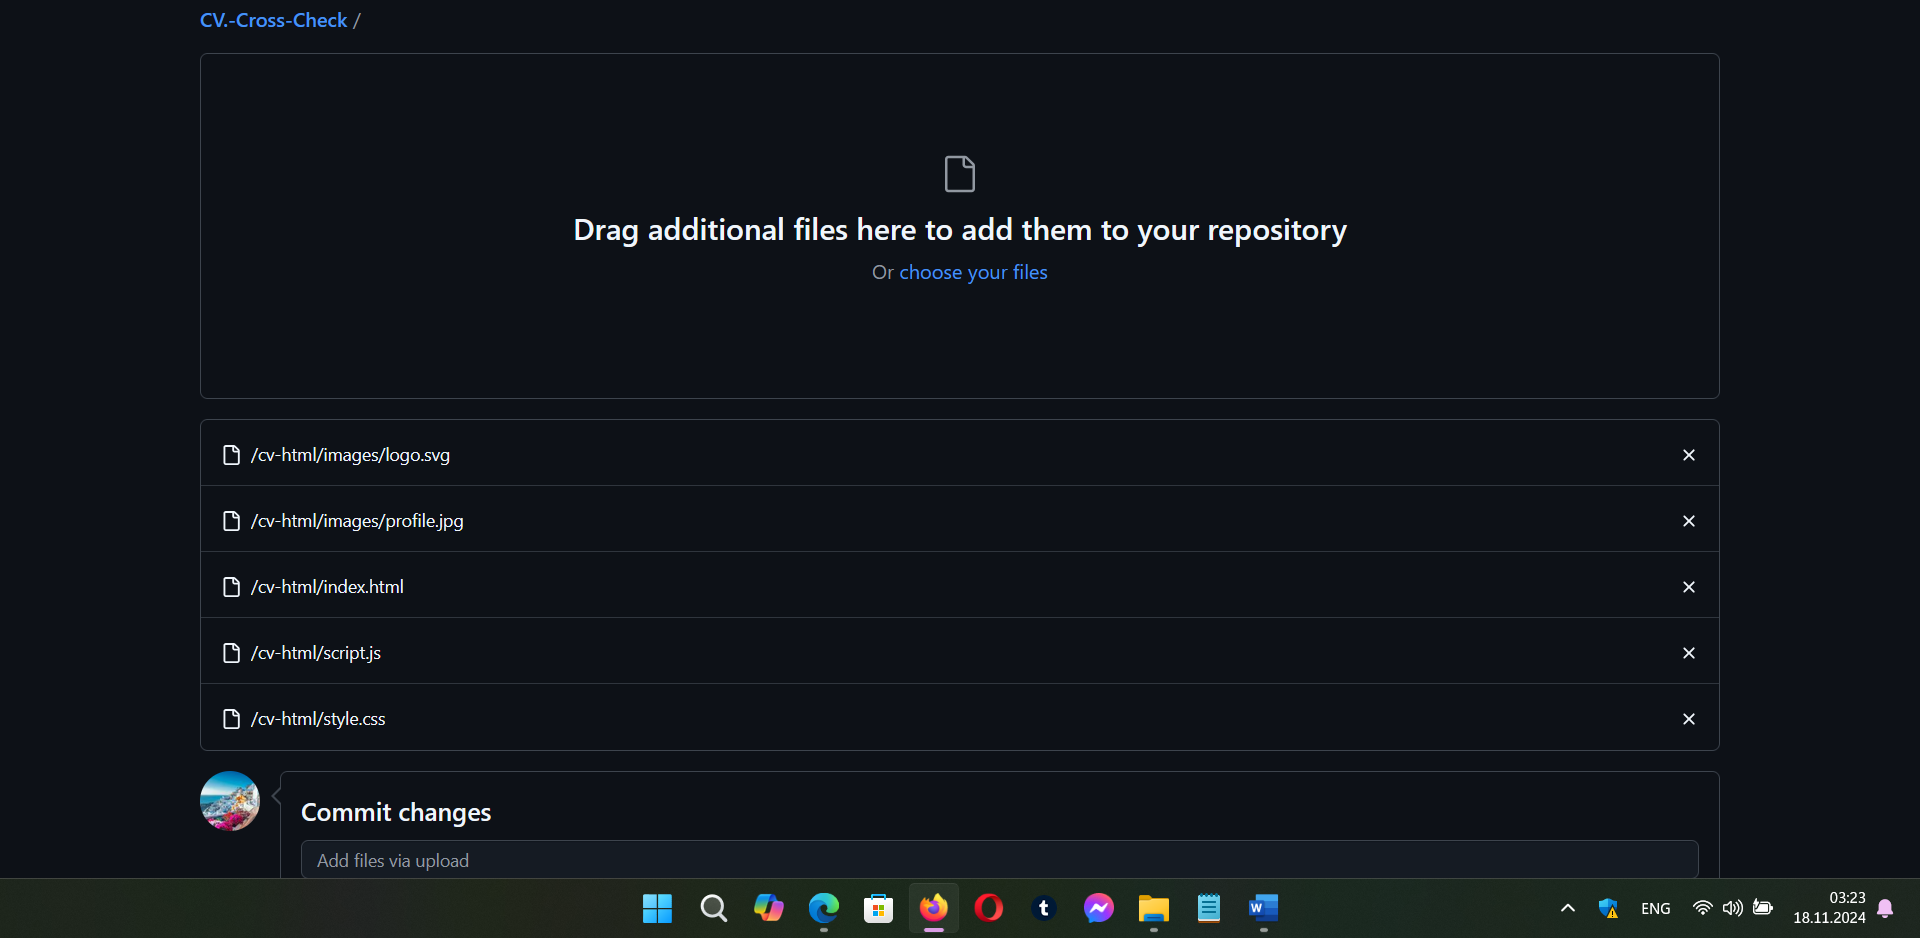 CV.-Cross-Check /
Drag additional files here to add them to your repository
Or choose your files
/cv-html/images/logo.svg
/cv-html/images/profile.jpg
/cv-html/index.html
/cv-html/script.js
/cv-html/style.css
Commit changes
Add files via upload
ENG
03:23
18.11.2024